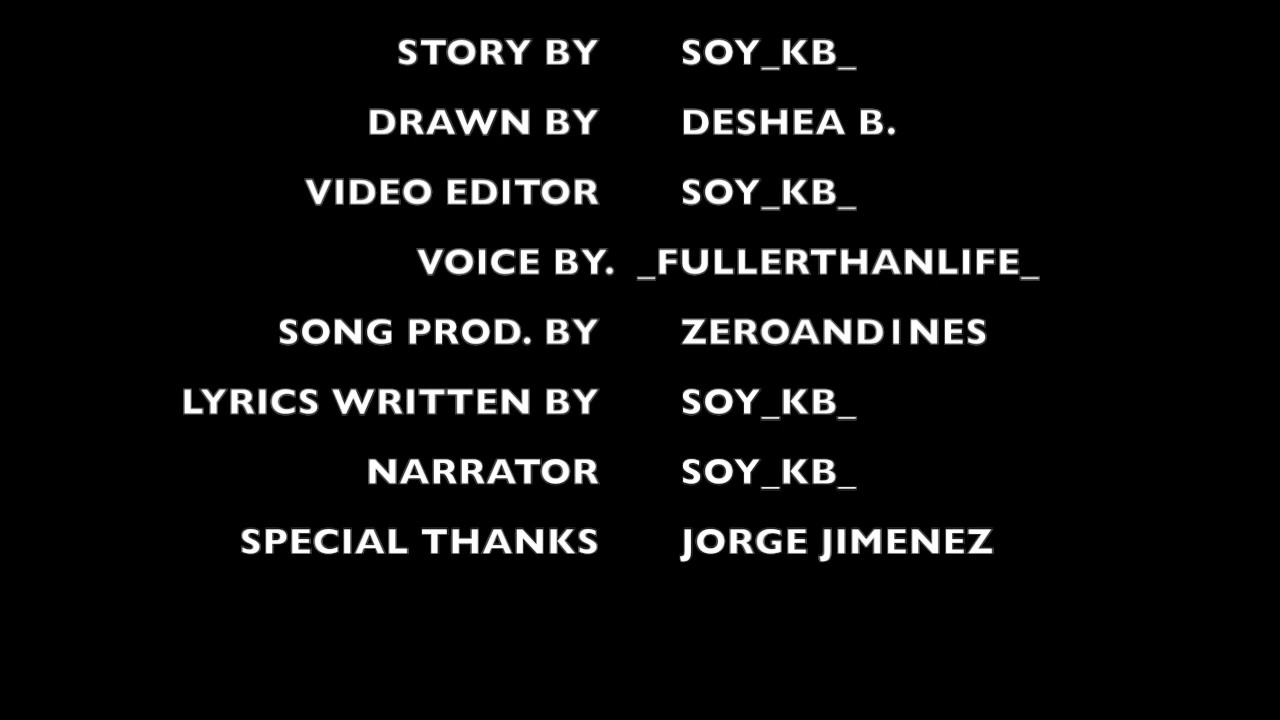 STORY BY SOY_KB_
DRAWN BY DESHEA B.
VIDEO EDITOR SOY_KB_
VOICE BY. _FULLERTHANLIFE_
SONG PROD. BY ZEROAND1NES
LYRICS WRITTEN BY SOY_KB_
NARRATOR SOY_KB_
SPECIAL THANKS JORGE JIMENEZ